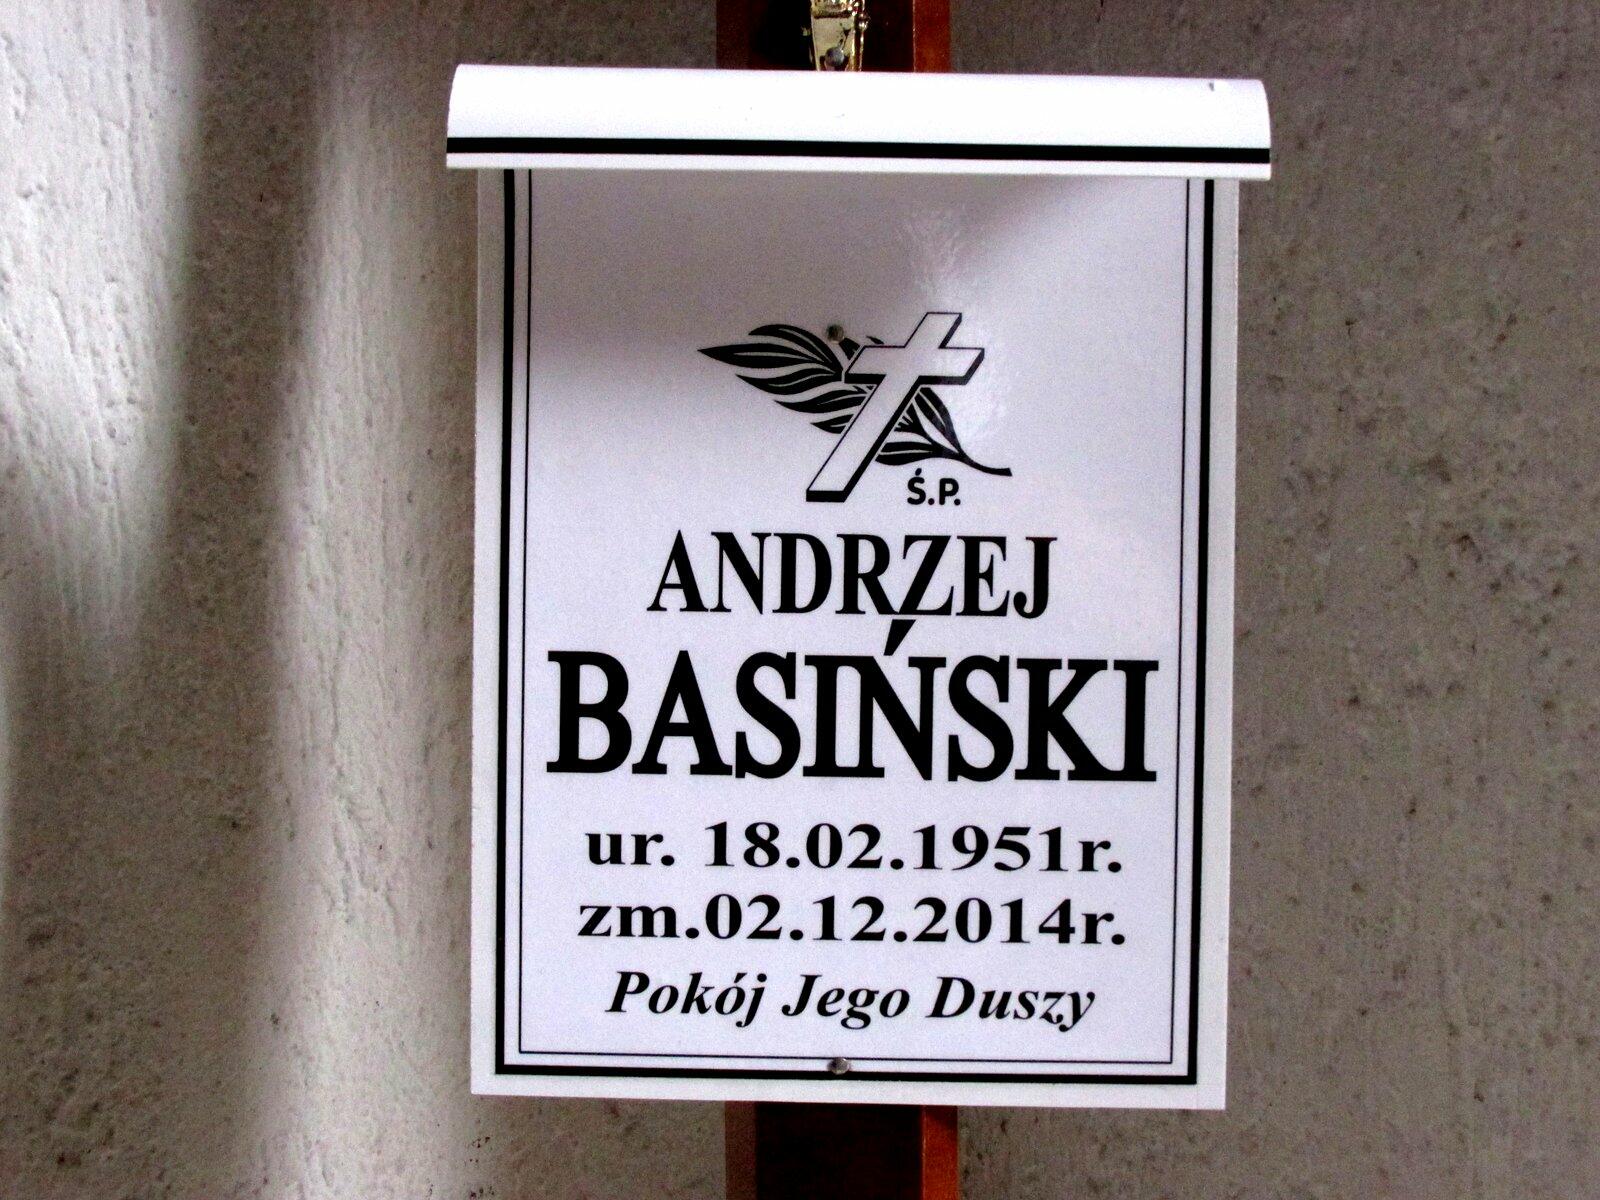 Ś.P.
ANDRZEJ
BASIŃSKI
ur. 18.02.1951r.
zm.02.12.2014r.
Pokój Jego Duszy